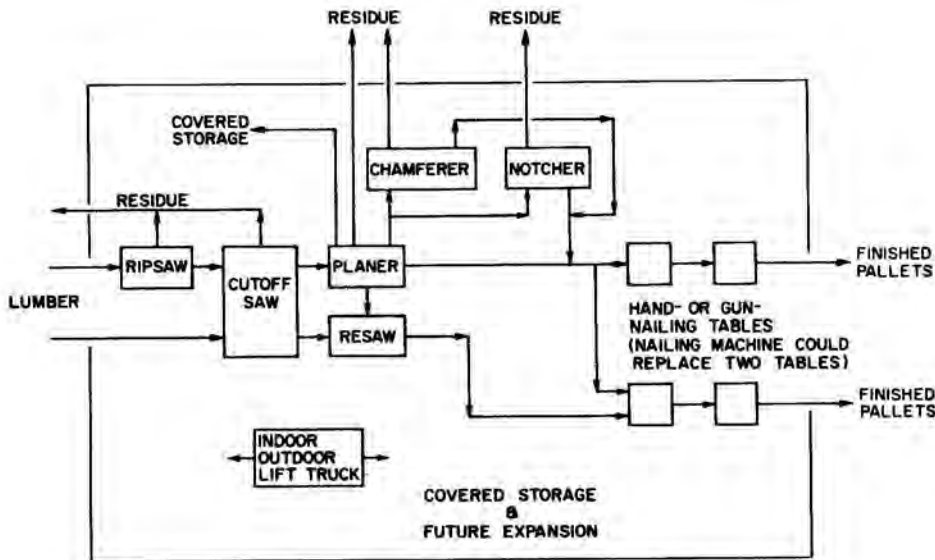 RESIDUE
RESIDUE
COVERED
STORAGE
CHAMFERER
NOTCHER
RESIDUE
RIPSAW
CUTOFF
SAW
PLANER
FINISHED
PALLETS
LUMBER
RESAW
HAND- OR GUN-
NAILING TABLES
(NAILING MACHINE COULD
REPLACE TWO TABLES)
FINISHED
PALLETS
INDOOR
OUTDOOR
LIFT TRUCK
COVERED STORAGE
&
FUTURE EXPANSION